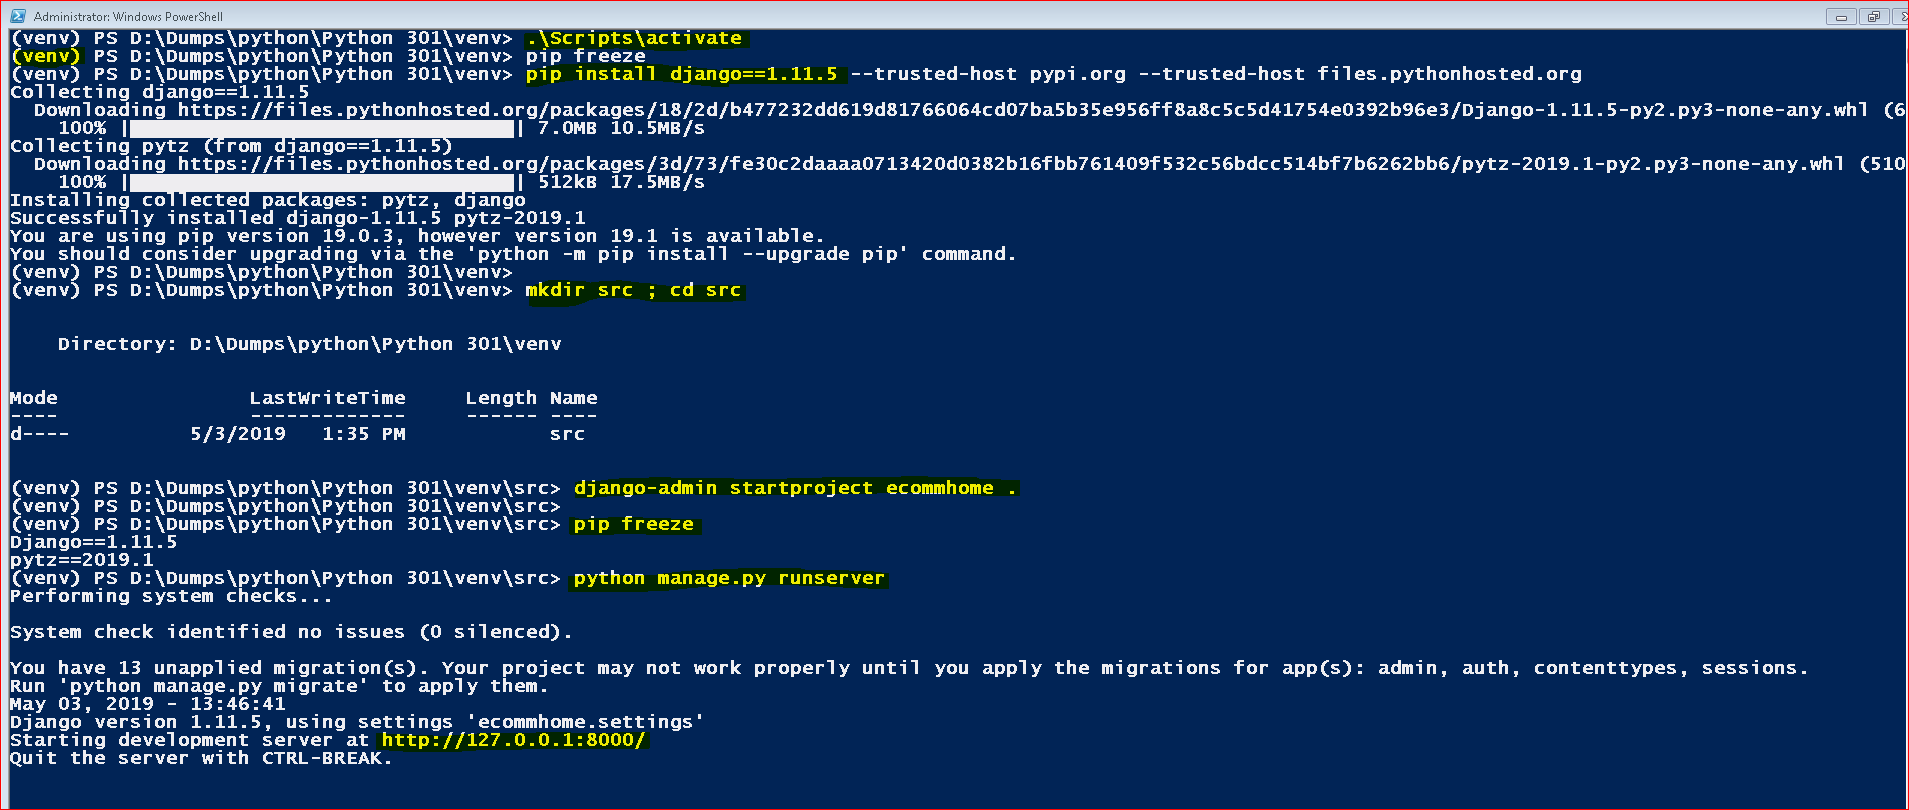 Administrator: Windows PowerShell
(venv) PS D:\Dumps\python\Python 301\venv> .\Scripts\activate
(venv) PS D:\Dumps\python\Python 301\venv> pip freeze
(venv) PS D:\Dumps\python\Python 301\venv> pip install django==1.11.5 --trusted-host pypi.org --trusted-host files.pythonhosted.org
Collecting django==1.11.5
  Downloading https://files.pythonhosted.org/packages/18/2d/b477232dd619d81766064cd07ba5b35e956ff8a8c5c5d41754e0392b96e3/Django-1.11.5-py2.py3-none-any.whl (6
    100% |                                | 7.0MB 10.5MB/s
Collecting pytz (from django==1.11.5)
  Downloading https://files.pythonhosted.org/packages/3d/73/fe30c2daaaa0713420d0382b16fbb761409f532c56bdcc514bf7b6262bb6/pytz-2019.1-py2.py3-none-any.whl (510
    100% |                                | 512kB 17.5MB/s
Installing collected packages: pytz, django
Successfully installed django-1.11.5 pytz-2019.1
You are using pip version 19.0.3, however version 19.1 is available.
You should consider upgrading via the 'python -m pip install --upgrade pip' command.
(venv) PS D:\Dumps\python\Python 301\venv>
(venv) PS D:\Dumps\python\Python 301\venv> mkdir src ; cd src
    Directory: D:\Dumps\python\Python 301\venv
Mode                LastWriteTime     Length Name
----                -------------     ------ ----
d----          5/3/2019   1:35 PM            src
(venv) PS D:\Dumps\python\Python 301\venv\src> django-admin startproject ecommhome .
(venv) PS D:\Dumps\python\Python 301\venv\src>
(venv) PS D:\Dumps\python\Python 301\venv\src> pip freeze
Django==1.11.5
pytz==2019.1
(venv) PS D:\Dumps\python\Python 301\venv\src> python manage.py runserver
Performing system checks...
System check identified no issues (0 silenced).
You have 13 unapplied migration(s). Your project may not work properly until you apply the migrations for app(s): admin, auth, contenttypes, sessions.
Run 'python manage.py migrate' to apply them.
May 03, 2019 - 13:46:41
Django version 1.11.5, using settings 'ecommhome.settings'
Starting development server at http://127.0.0.1:8000/
Quit the server with CTRL-BREAK.